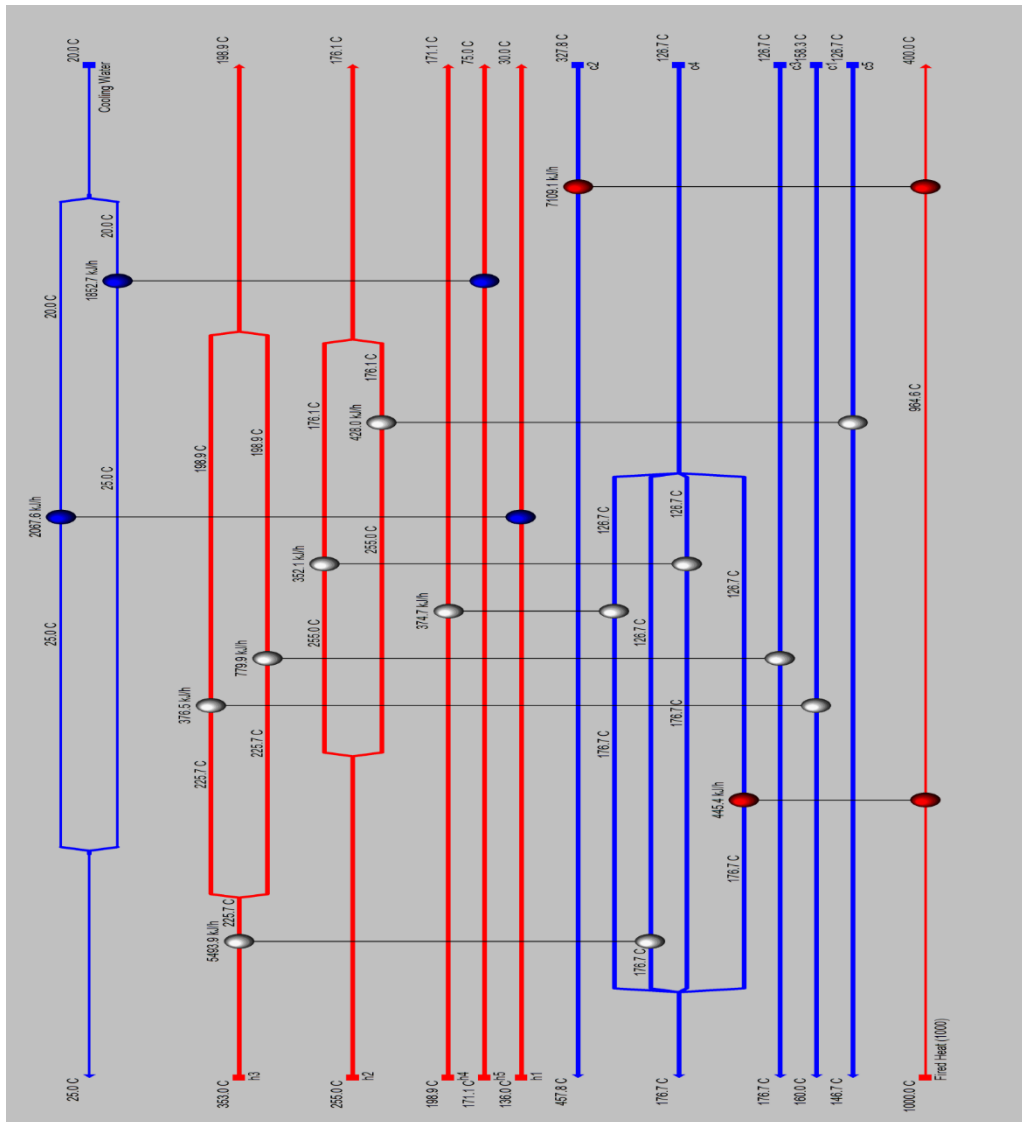 2067.6 kJ/h
25.0 C
20.0 C
25.0 C
20.0 C
1852.7 kJ/h
Cooling Water
25.0 C
20.0 C
376.5 kJ/h
225.7 C
198.9 C
353.0 C
5493.9 kJ/h
225.7 C
198.9 C
779.9 kJ/h
h3
225.7 C
198.9 C
352.1 kJ/h
255.0 C
176.1 C
255.0 C
176.1 C
428.0 kJ/h
h2
255.0 C
176.1 C
374.7 kJ/h
198.9 C
171.1 C
h4
171.1 C
75.0 C
h5
136.0 C
30.0 C
h1
7109.1 kJ/h
457.8 C
327.8 C
c2
176.7 C
126.7 C
176.7 C
126.7 C
176.7 C
126.7 C
176.7 C
126.7 C
c4
445.4 kJ/h
176.7 C
126.7 C
176.7 C
126.7 C
c3
160.0 C
158.3 C
c1
146.7 C
126.7 C
c5
1000.0 C
964.6 C
400.0 C
Fired Heat (1000)